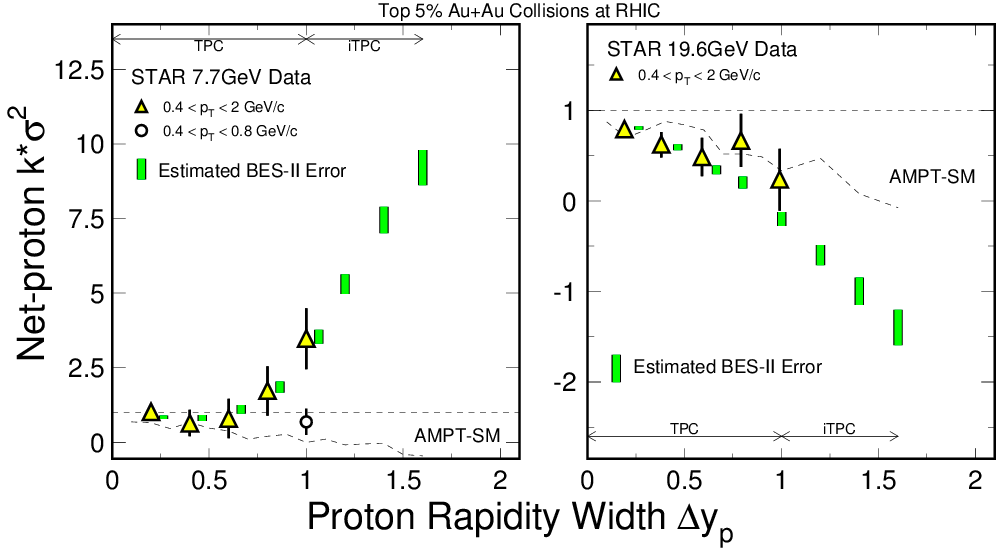 Top 5% Au+Au Collisions at RHIC
TPC
iTPC
STAR 7.7GeV Data
0.4 < pT < 2 GeV/c
0.4 < pT < 0.8 GeV/c
Estimated BES-II Error
AMPT-SM
12.5
10
7.5
5
2.5
0
0
0.5
1
1.5
2
Net-proton k*σ2
STAR 19.6GeV Data
0.4 < pT < 2 GeV/c
AMPT-SM
Estimated BES-II Error
TPC
iTPC
1
0
-1
-2
0
0.5
1
1.5
2
Proton Rapidity Width Δyp